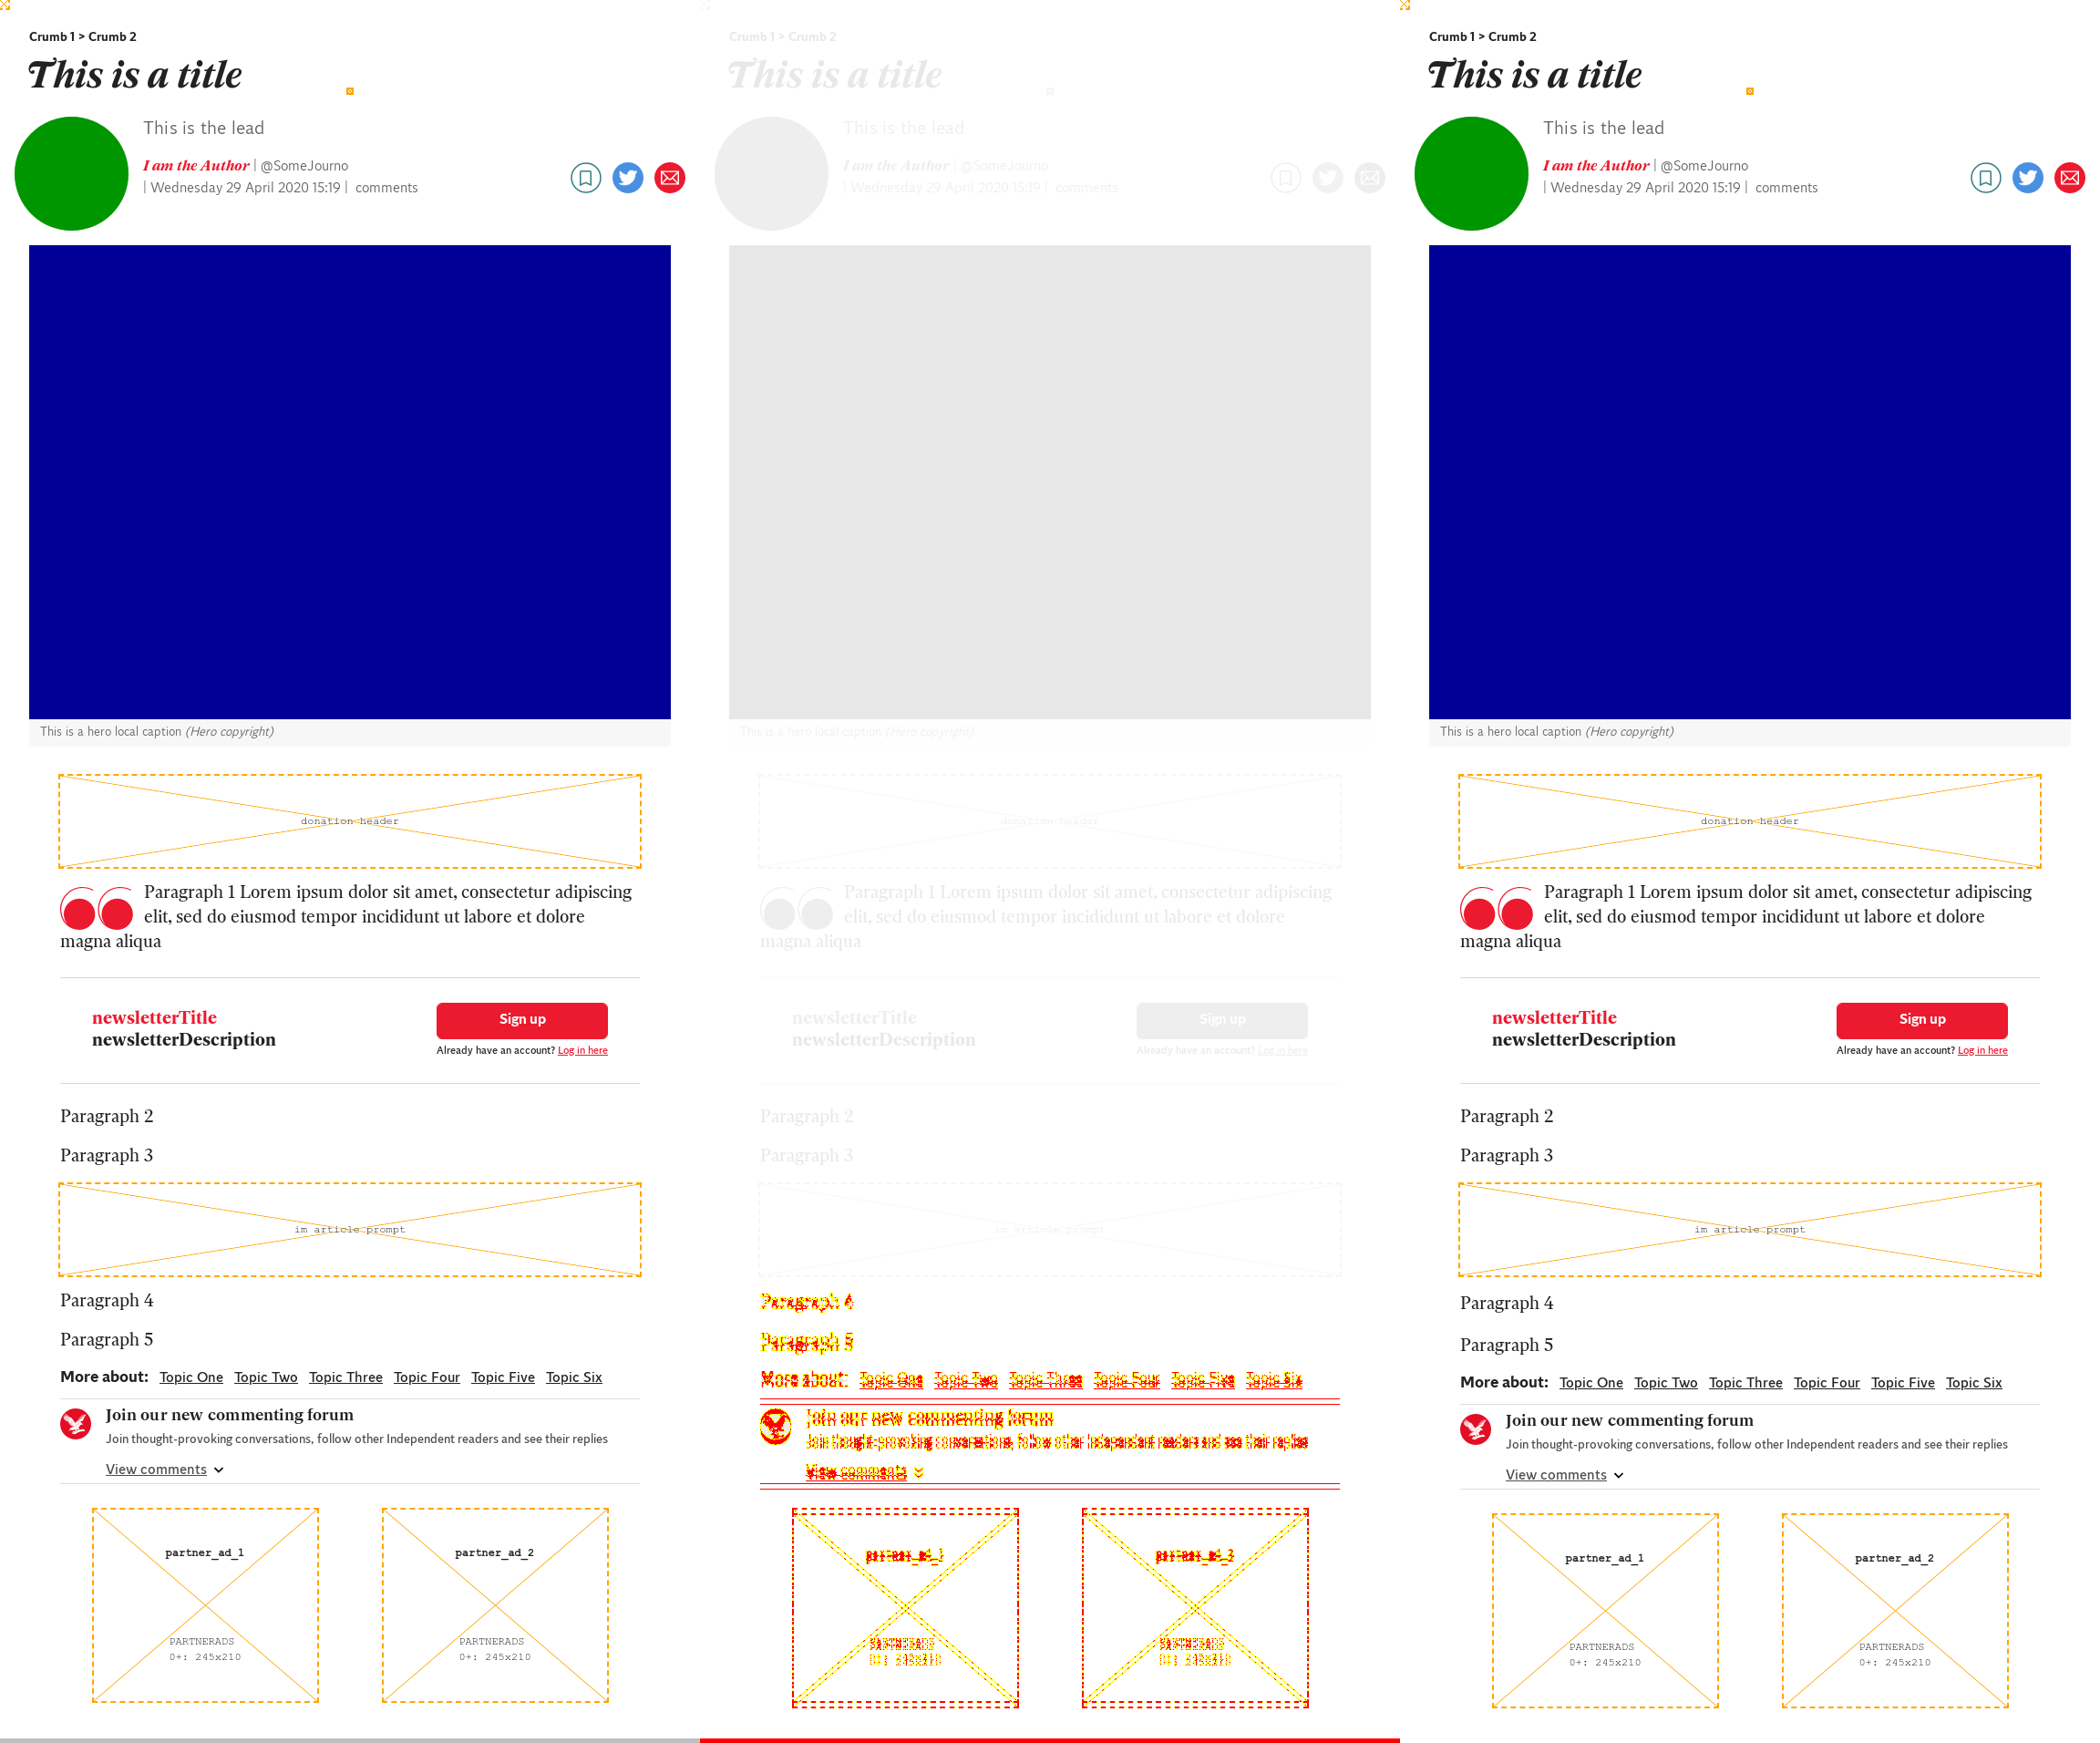 Crumb 1 > Crumb 2
This is a title
This is the lead
I am the Author | @SomeJourno
| Wednesday 29 April 2020 15:19 | comments
This is a hero local caption (Hero copyright)
donation header
Paragraph 1 Lorem ipsum dolor sit amet, consectetur adipiscing
elit, sed do eiusmod tempor incididunt ut labore et dolore
magna aliqua
newsletterTitle
newsletterDescription
Sign up
Already have an account? Log in here
Paragraph 2
Paragraph 3
im article prompt
Paragraph 4
Paragraph 5
More about: Topic One Topic Two Topic Three Topic Four Topic Five Topic Six
Join our new commenting forum
Join thought-provoking conversations, follow other Independent readers and see their replies
View comments
partner_ad_1
PARTNERADS
0+: 245x210
partner_ad_2
PARTNERADS
0+: 245x210
Crumb 1 > Crumb 2
This is a title
This is the lead
I am the Author | @SomeJourno
| Wednesday 29 April 2020 15:19 | comments
This is a hero local caption (Hero copyright)
donation header
Paragraph 1 Lorem ipsum dolor sit amet, consectetur adipiscing
elit, sed do eiusmod tempor incididunt ut labore et dolore
magna aliqua
newsletterTitle
newsletterDescription
Sign up
Already have an account? Log in here
Paragraph 2
Paragraph 3
im article prompt
Paragraph 4
Paragraph 5
More about: Topic One Topic Two Topic Three Topic Four Topic Five Topic Six
Join our new commenting forum
Join thought-provoking conversations, follow other Independent readers and see their replies
View comments
partner_ad_1
PARTNERADS
0+: 245x210
partner_ad_2
PARTNERADS
0+: 245x210
Crumb 1 > Crumb 2
This is a title
This is the lead
I am the Author | @SomeJourno
| Wednesday 29 April 2020 15:19 | comments
This is a hero local caption (Hero copyright)
donation header
Paragraph 1 Lorem ipsum dolor sit amet, consectetur adipiscing
elit, sed do eiusmod tempor incididunt ut labore et dolore
magna aliqua
newsletterTitle
newsletterDescription
Sign up
Already have an account? Log in here
Paragraph 2
Paragraph 3
im article prompt
Paragraph 4
Paragraph 5
More about: Topic One Topic Two Topic Three Topic Four Topic Five Topic Six
Join our new commenting forum
Join thought-provoking conversations, follow other Independent readers and see their replies
View comments
partner_ad_1
PARTNERADS
0+: 245x210
partner_ad_2
PARTNERADS
0+: 245x210